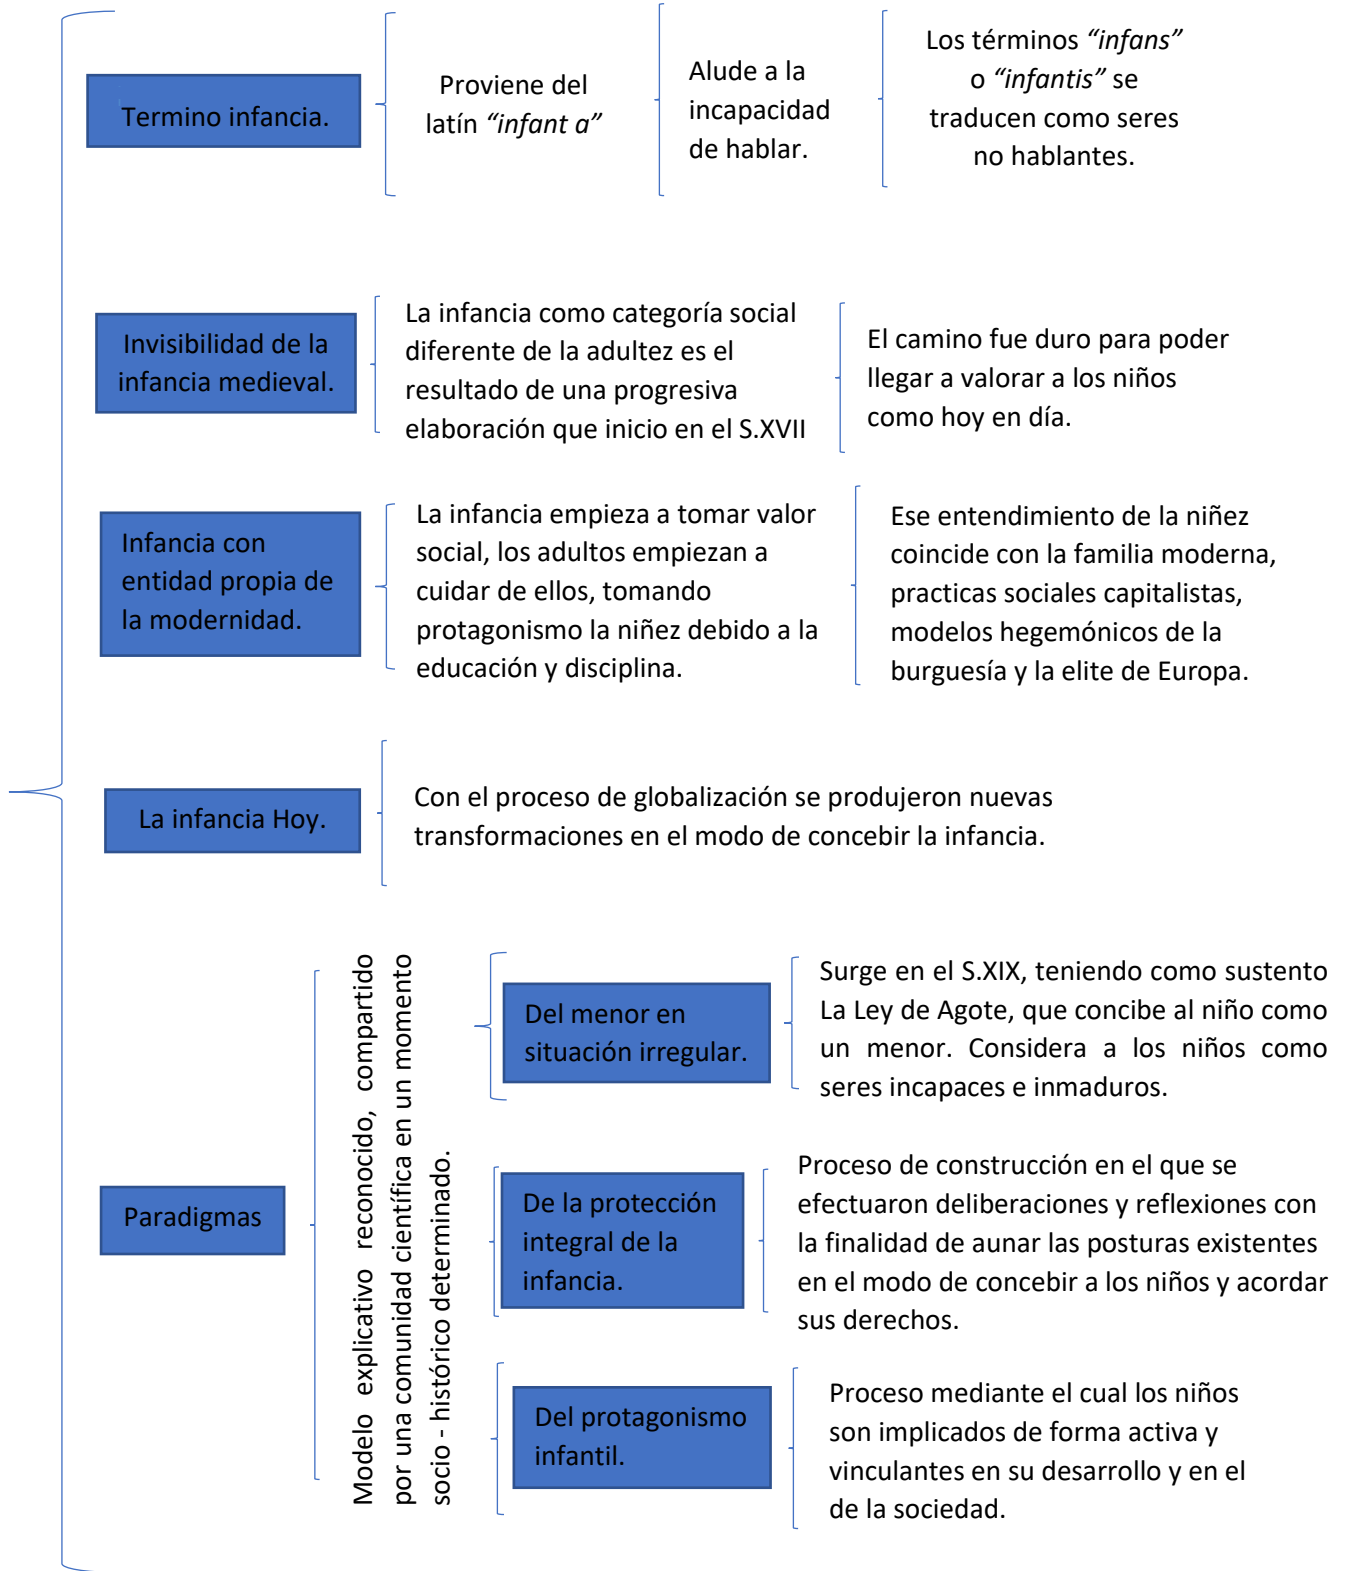 Termino infancia.
Proviene del
latín “infant a”
Alude a la
incapacidad
de hablar.
Los términos “infans”
o “infantis” se
traducen como seres
no hablantes.
Invisibilidad de la
infancia medieval.
La infancia como categoría social
diferente de la adultez es el
resultado de una progresiva
elaboración que inicio en el S.XVII
El camino fue duro para poder
llegar a valorar a los niños
como hoy en día.
Infancia con
entidad propia de
la modernidad.
La infancia empieza a tomar valor
social, los adultos empiezan a
cuidar de ellos, tomando
protagonismo la niñez debido a la
educación y disciplina.
Ese entendimiento de la niñez
coincide con la familia moderna,
practicas sociales capitalistas,
modelos hegemónicos de la
burguesía y la elite de Europa.
La infancia Hoy.
Con el proceso de globalización se produjeron nuevas
transformaciones en el modo de concebir la infancia.
Paradigmas
Modelo explicativo reconocido, compartido
por una comunidad científica en un momento
socio - histórico determinado.
Del menor en
situación irregular.
Surge en el S.XIX, teniendo como sustento
La Ley de Agote, que concibe al niño como
un menor. Considera a los niños como
seres incapaces e inmaduros.
De la protección
integral de la
infancia.
Proceso de construcción en el que se
efectuaron deliberaciones y reflexiones con
la finalidad de aunar las posturas existentes
en el modo de concebir a los niños y acordar
sus derechos.
Del protagonismo
infantil.
Proceso mediante el cual los niños
son implicados de forma activa y
vinculantes en su desarrollo y en el
de la sociedad.